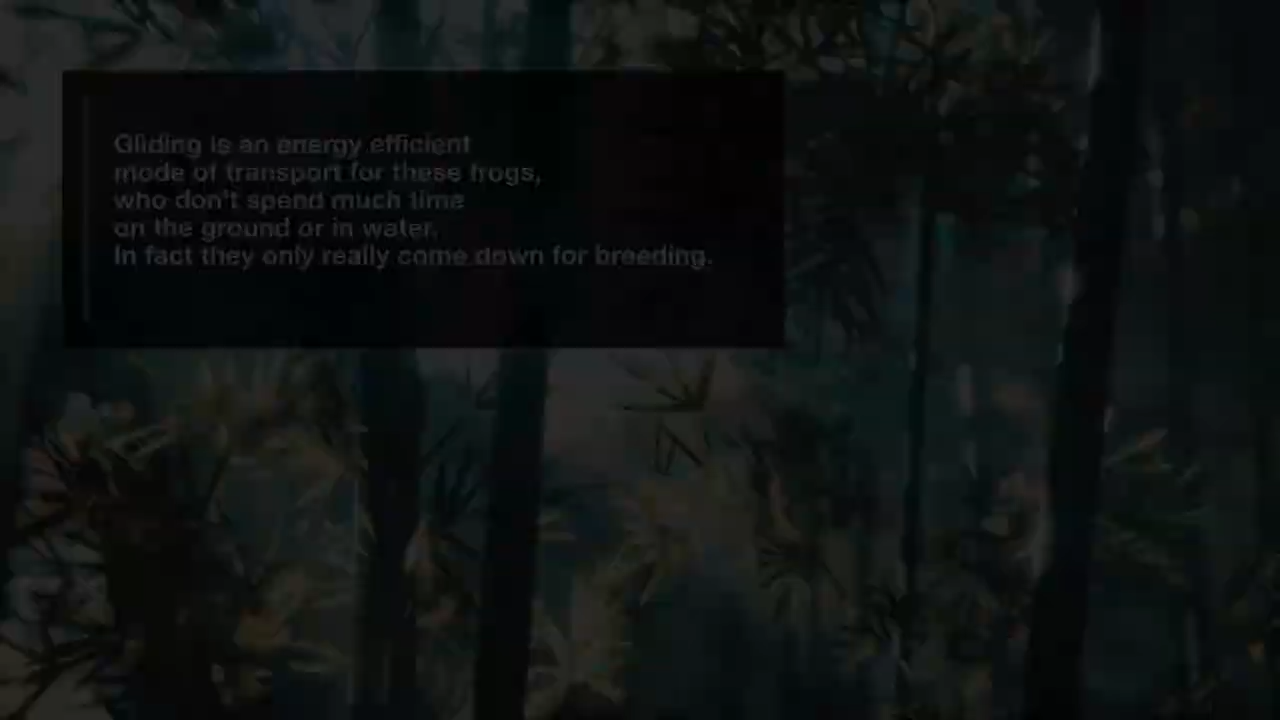 Gliding is an energy efficient
mode of transport for these frogs,
who don't spend much time
on the ground or in water.
In fact they only really come down for breeding.